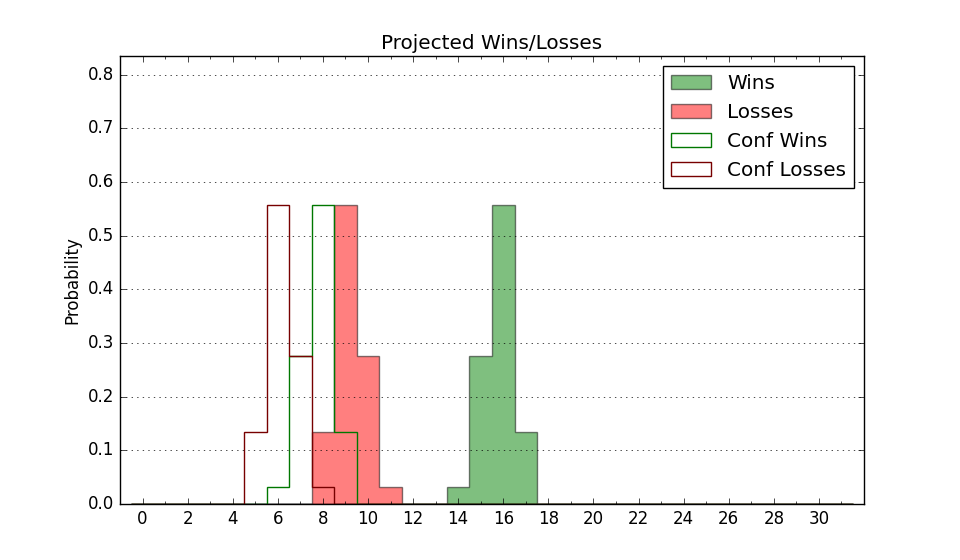 Projected Wins/Losses
Wins
Losses
Conf Wins
Conf Losses
Probability
0.8
0.7
0.6
0.5
0.4
0.3
0.2
0.1
0.0
0 2 4 6 8 10 12 14 16 18 20 22 24 26 28 30